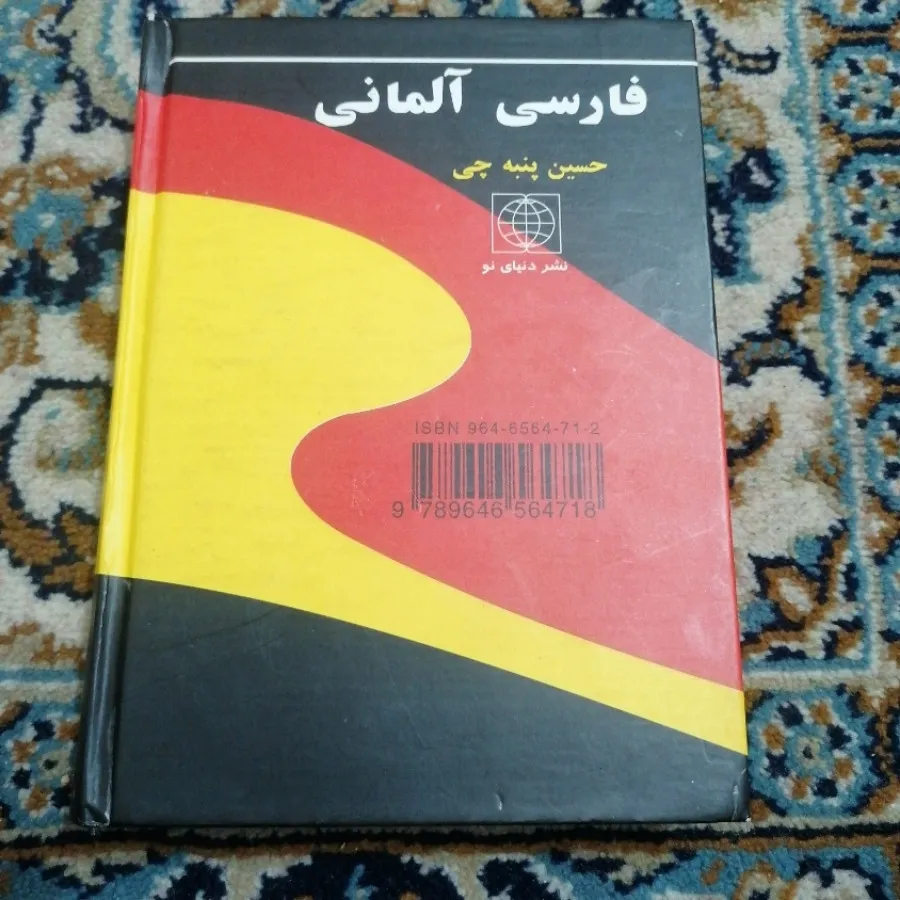 فارسی آلمانی
حسین پنبه چی
نشر دنیای نو
ISBN 964-6564-71-2
9 789646 564718